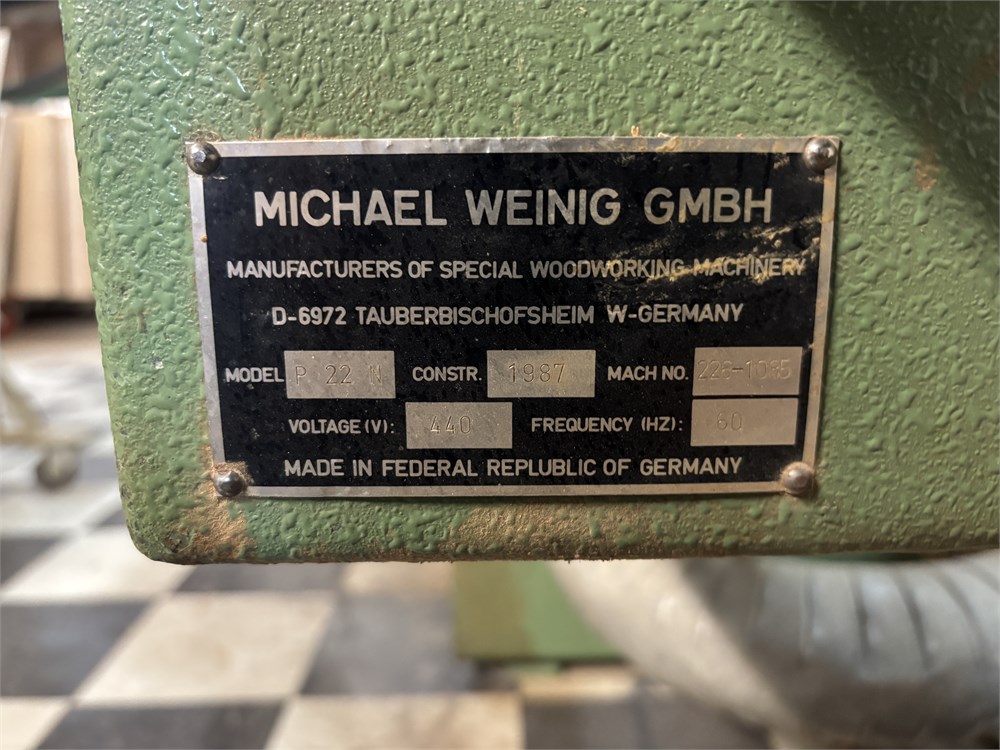 MICHAEL WEINIG GMBH
MANUFACTURERS OF SPECIAL WOODWORKING MACHINERY
D-6972 TAUBERBISCHOFSHEIM W-GERMANY
MODEL P 22 N CONSTR. 1987 MACH NO.
VOLTAGE (V): 440 FREQUENCY (HZ): 60
MADE IN FEDERAL REPUBLIC OF GERMANY